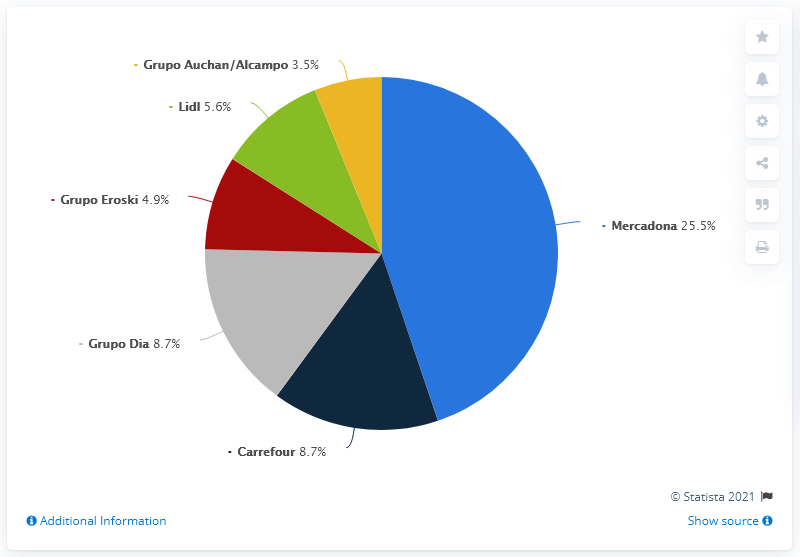 Grupo Auchan/Alcampo 3.5%
Lidl 5.6%
Grupo Eroski 4.9%
Mercadona 25.5%
Grupo Dia 8.7%
Carrefour 8.7%
© Statista 2021
Additional Information
Show source